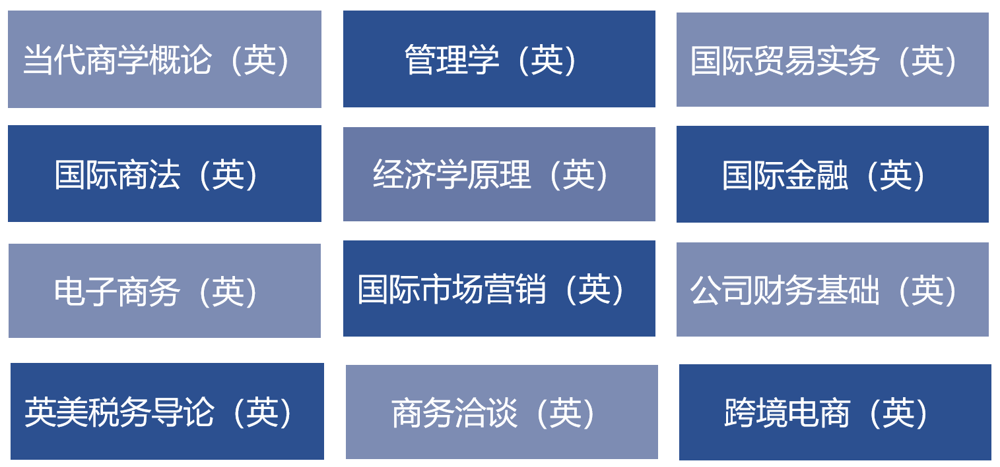 当代商学概论（英）
管理学（英）
国际贸易实务（英）
国际商法（英）
经济学原理（英）
国际金融（英）
电子商务（英）
国际市场营销（英）
公司财务基础（英）
英美税务导论（英）
商务洽谈（英）
跨境电商（英）